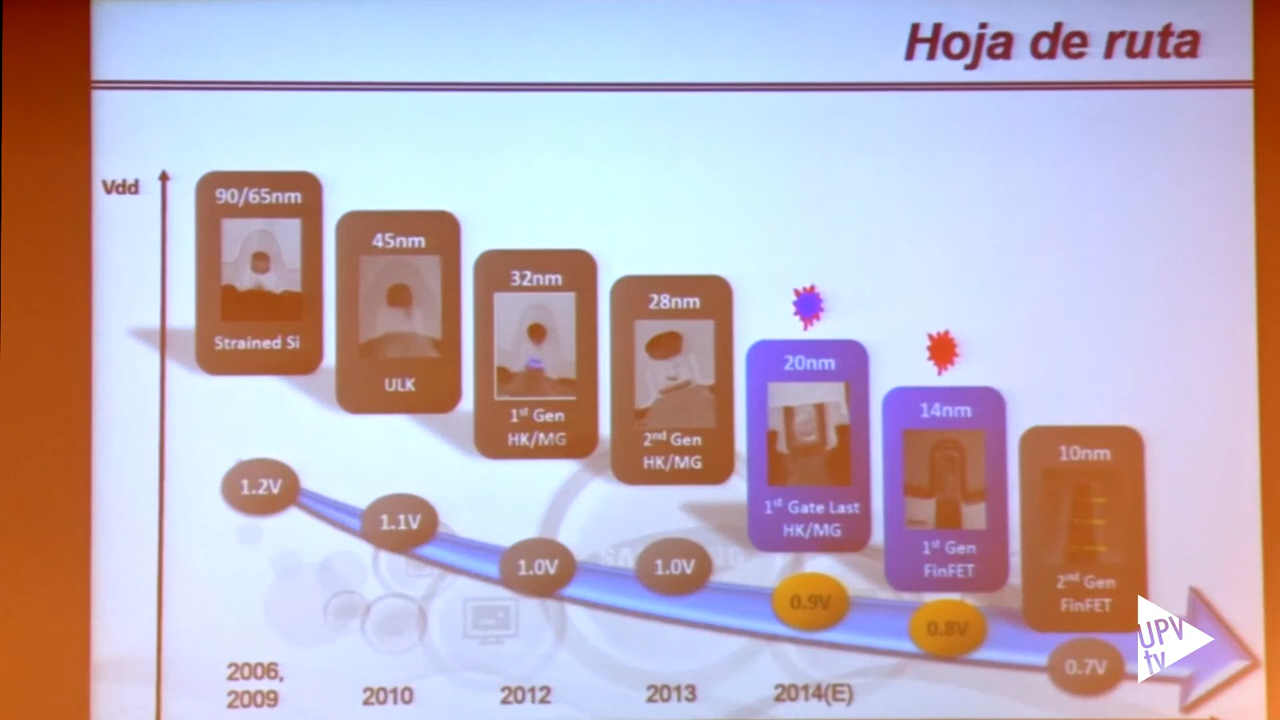 Hoja de ruta
Vdd
90/65nm
Strained Si
45nm
ULK
32nm
1st Gen
HK/MG
28nm
2nd Gen
HK/MG
20nm
1st Gate Last
HK/MG
14nm
1st Gen
FinFET
10nm
2nd Gen
FinFET
1.2V
1.1V
1.0V
1.0V
0.9V
0.8V
0.7V
2006,
2009
2010
2012
2013
2014(E)
UPV
tv